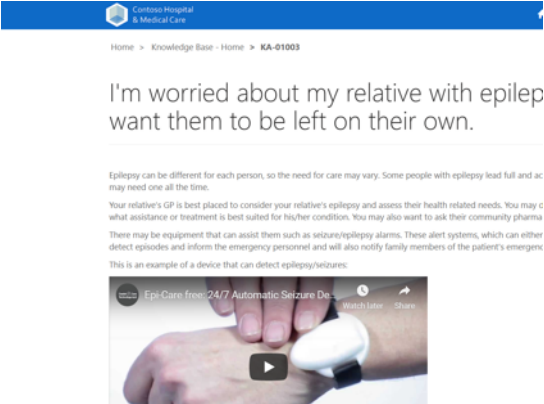 Contoso Hospital
& Medical Care
Home > Knowledge Base - Home > KA-01003
I'm worried about my relative with epilep
want them to be left on their own.
Epilepsy can be different for each person, so the need for care may vary. Some people with epilepsy lead full and ac
may need one all the time.
Your relative's GP is best placed to consider your relative's epilepsy and assess their health related needs. You may
what assistance or treatment is best suited for his/her condition. You may also want to ask their community pharma
There may be equipment that can assist them such as seizure/epilepsy alarms. These alert systems, which can either
detect episodes and inform the emergency personnel and will also notify family members of the patient's emergenc
This is an example of a device that can detect epilepsy/seizures:
Epi-Care free: 24/7 Automatic Seizure De...
Watch later Share